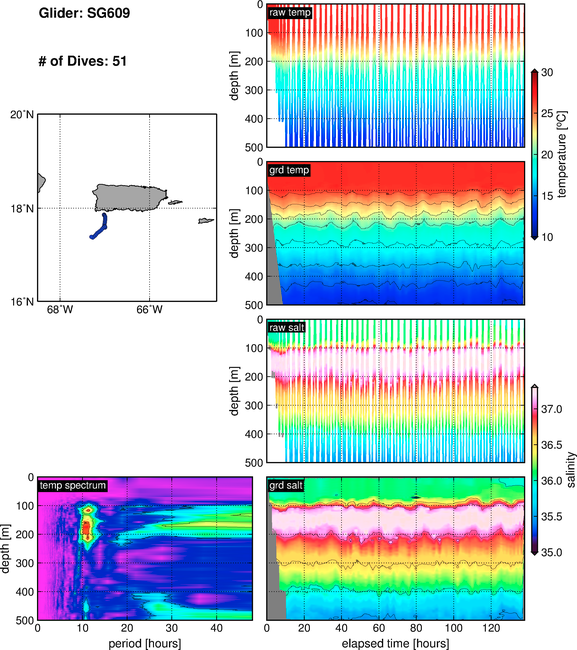 Glider: SG609
# of Dives: 51
20°N
18°N
16°N
68°W
66°W
raw temp
0
100
200
300
400
500
depth [m]
grd temp
0
100
200
300
400
500
depth [m]
30
25
20
15
10
temperature [°C]
raw salt
0
100
200
300
400
500
depth [m]
temp spectrum
0
100
200
300
400
500
depth [m]
0
10
20
30
40
period [hours]
grd salt
0
100
200
300
400
500
depth [m]
0
20
40
60
80
100
120
elapsed time [hours]
37.0
36.5
36.0
35.5
35.0
salinity